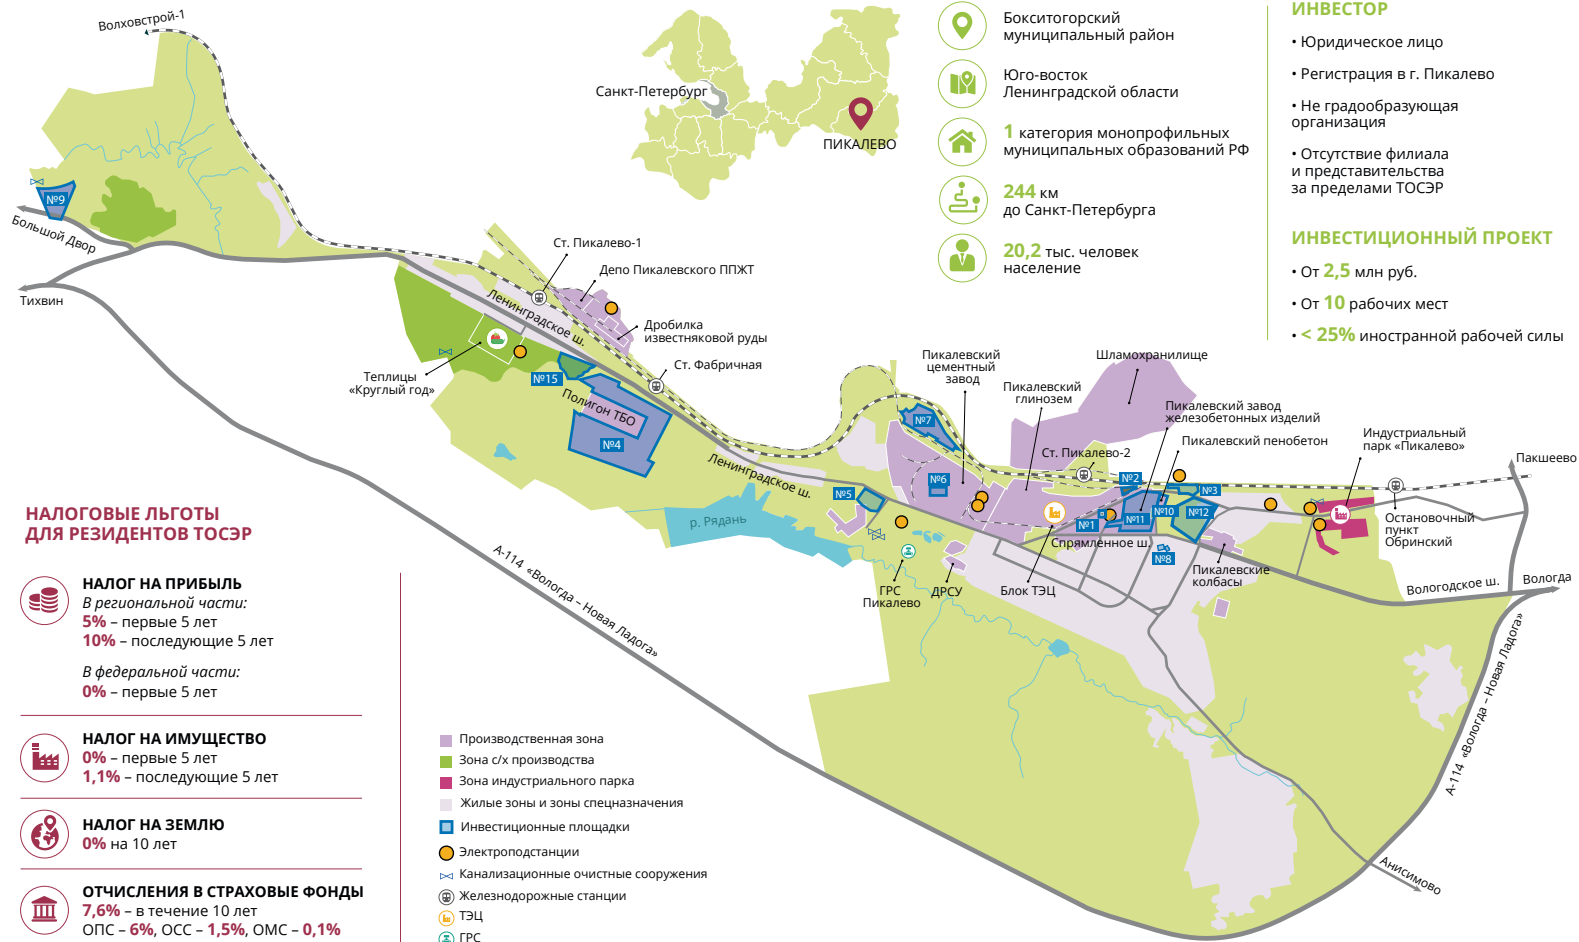 Волховстрой-1
№9
Большой Двор
Тихвин
Санкт-Петербург
ПИКАЛЕВО
Бокситогорский
муниципальный район
Юго-восток
Ленинградской области
1 категория монопрофильных
муниципальных образований РФ
244 км
до Санкт-Петербурга
20,2 тыс. человек
население
ИНВЕСТОР
• Юридическое лицо
• Регистрация в г. Пикалево
• Не градообразующая
организация
• Отсутствие филиала
и представительства
за пределами ТОСЭР
ИНВЕСТИЦИОННЫЙ ПРОЕКТ
• От 2,5 млн руб.
• От 10 рабочих мест
• < 25% иностранной рабочей силы
Ст. Пикалево-1
Депо Пикалевского ППЖТ
Ленинградское ш.
Дробилка
известняковой руды
Ст. Фабричная
Теплицы
«Круглый год»
№15
Полигон ТБО
№4
Ленинградское ш.
р. Рядань
Пикалевский
цементный
завод
Шламохранилище
Пикалевский
глинозем
Пикалевский завод
железобетонных изделий
Пикалевский пенобетон
Индустриальный
парк «Пикалево»
Пакшеево
№7
Ст. Пикалево-2
№6
№5
№2
№3
№1
№11
№10
№12
№8
Спрямленное ш.
Остановочный
пункт
Обринский
ГРС
Пикалево
ДРСУ
Блок ТЭЦ
Пикалевские
колбасы
Вологодское ш.
Вологда
А-114 «Вологда – Новая Ладога»
А-114 «Вологда – Новая Ладога»
Анисимово
НАЛОГОВЫЕ ЛЬГОТЫ
ДЛЯ РЕЗИДЕНТОВ ТОСЭР
НАЛОГ НА ПРИБЫЛЬ
В региональной части:
5% – первые 5 лет
10% – последующие 5 лет
В федеральной части:
0% – первые 5 лет
НАЛОГ НА ИМУЩЕСТВО
0% – первые 5 лет
1,1% – последующие 5 лет
НАЛОГ НА ЗЕМЛЮ
0% на 10 лет
ОТЧИСЛЕНИЯ В СТРАХОВЫЕ ФОНДЫ
7,6% – в течение 10 лет
ОПС – 6%, ОСС – 1,5%, ОМС – 0,1%
Производственная зона
Зона с/х производства
Зона индустриального парка
Жилые зоны и зоны спецназначения
Инвестиционные площадки
Электроподстанции
Канализационные очистные сооружения
Железнодорожные станции
ТЭЦ
ГРС